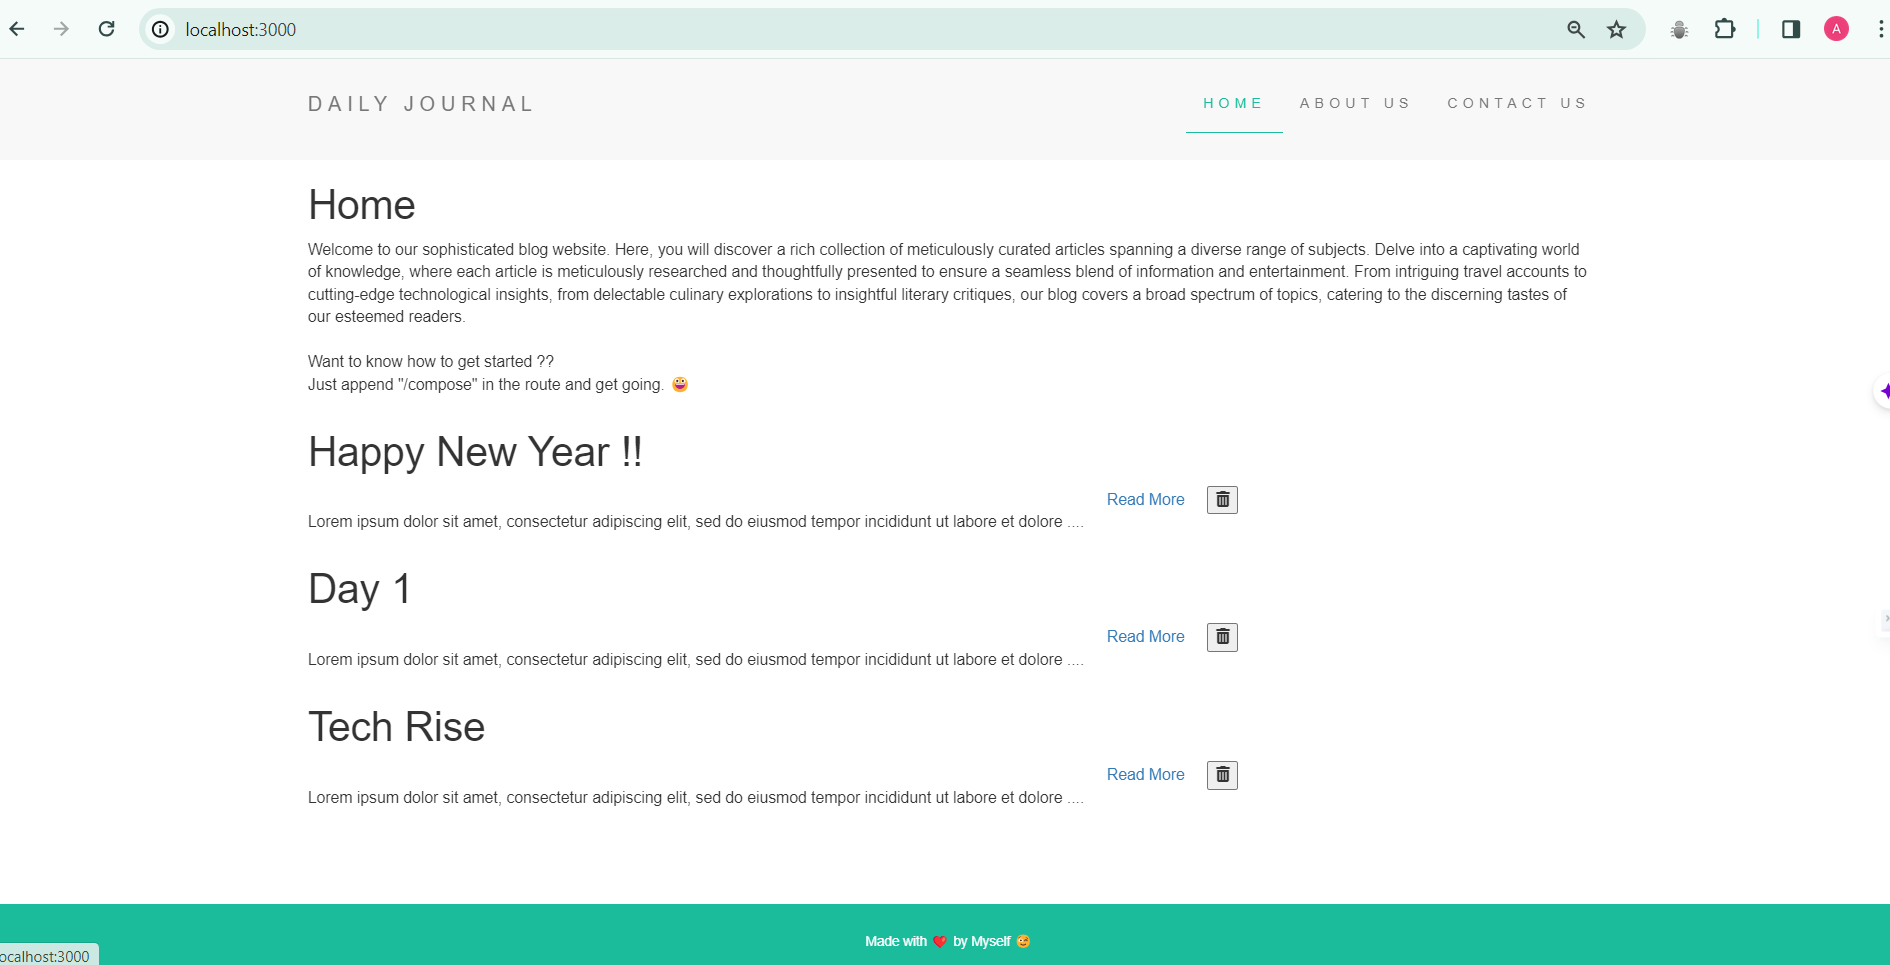 localhost:3000
A
DAILY JOURNAL
HOME ABOUT US CONTACT US
Home
Welcome to our sophisticated blog website. Here, you will discover a rich collection of meticulously curated articles spanning a diverse range of subjects. Delve into a captivating world
of knowledge, where each article is meticulously researched and thoughtfully presented to ensure a seamless blend of information and entertainment. From intriguing travel accounts to
cutting-edge technological insights, from delectable culinary explorations to insightful literary critiques, our blog covers a broad spectrum of topics, catering to the discerning tastes of
our esteemed readers.
Want to know how to get started ??
Just append "/compose" in the route and get going. 😀
Happy New Year !!
Read More
Lorem ipsum dolor sit amet, consectetur adipiscing elit, sed do eiusmod tempor incididunt ut labore et dolore ....
Day 1
Read More
Lorem ipsum dolor sit amet, consectetur adipiscing elit, sed do eiusmod tempor incididunt ut labore et dolore ....
Tech Rise
Read More
Lorem ipsum dolor sit amet, consectetur adipiscing elit, sed do eiusmod tempor incididunt ut labore et dolore ....
Made with ❤️ by Myself 😉
ocalhost:3000